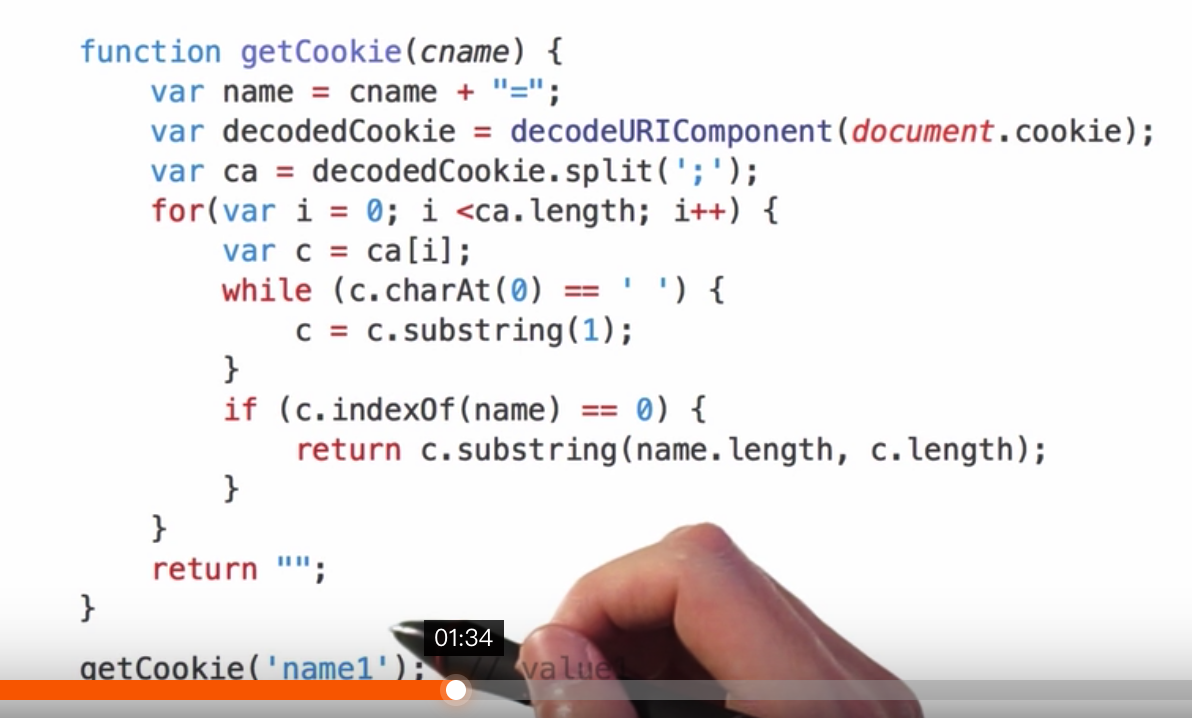 function getCookie(cname) {
    var name = cname + "=";
    var decodedCookie = decodeURIComponent(document.cookie);
    var ca = decodedCookie.split(';');
    for(var i = 0; i <ca.length; i++) {
        var c = ca[i];
        while (c.charAt(0) == ' ') {
            c = c.substring(1);
        }
        if (c.indexOf(name) == 0) {
            return c.substring(name.length, c.length);
        }
    }
    return "";
}
01:34
getCookie('name1'); // value1